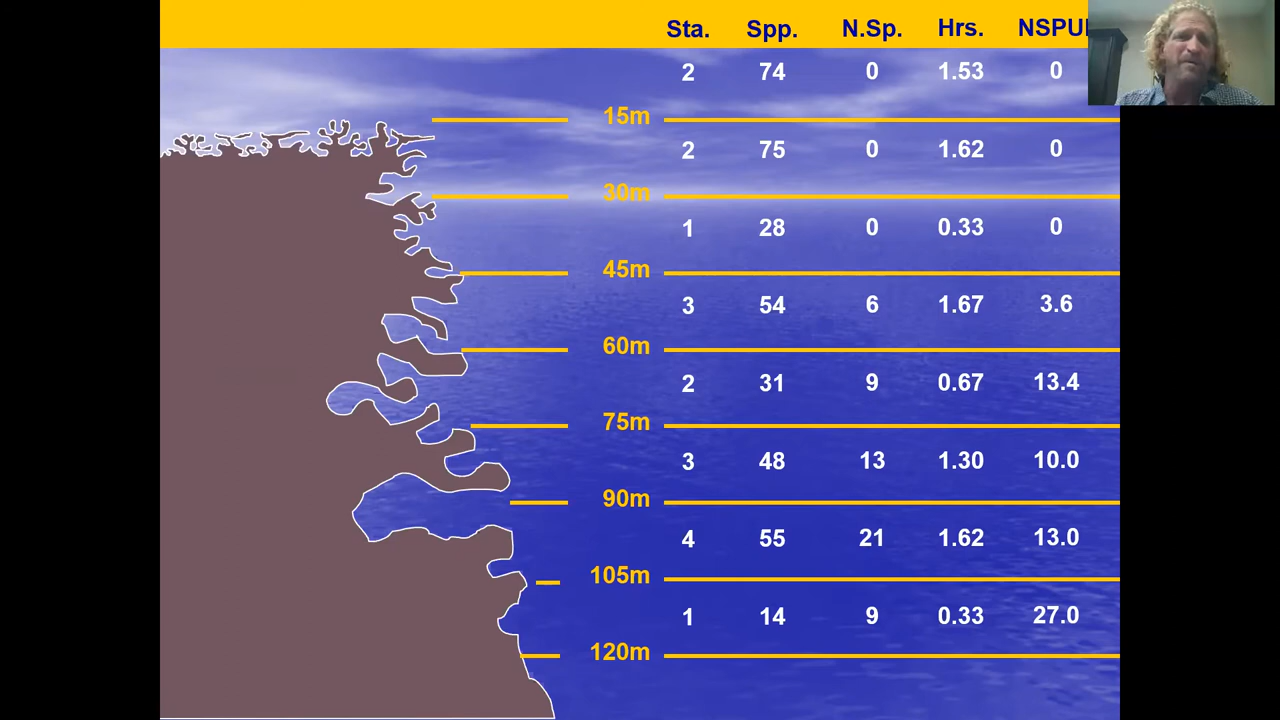 Sta. Spp. N.Sp. Hrs. NSPU
2 74 0 1.53 0
15m
2 75 0 1.62 0
30m
1 28 0 0.33 0
45m
3 54 6 1.67 3.6
60m
2 31 9 0.67 13.4
75m
3 48 13 1.30 10.0
90m
4 55 21 1.62 13.0
105m
1 14 9 0.33 27.0
120m